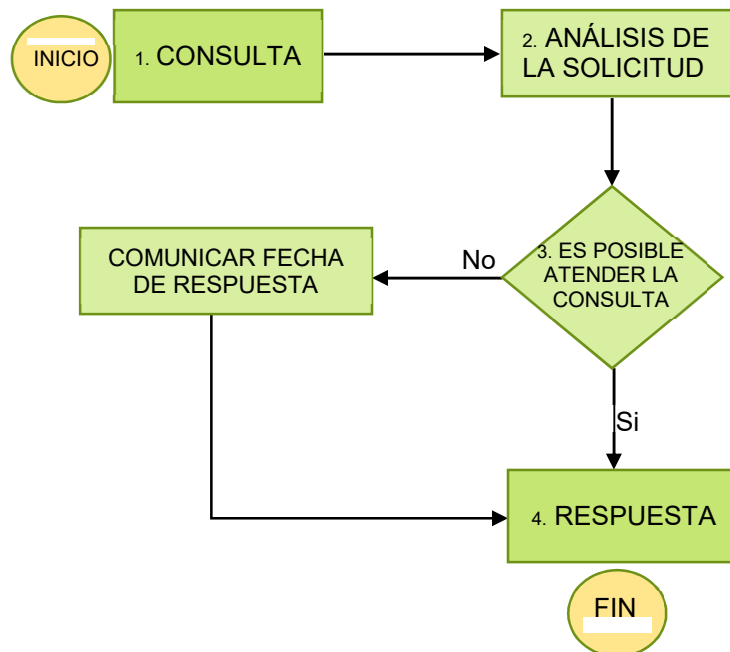 INICIO
1. CONSULTA
2. ANÁLISIS DE
LA SOLICITUD
3. ES POSIBLE
ATENDER LA
CONSULTA
No
COMUNICAR FECHA
DE RESPUESTA
Si
4. RESPUESTA
FIN